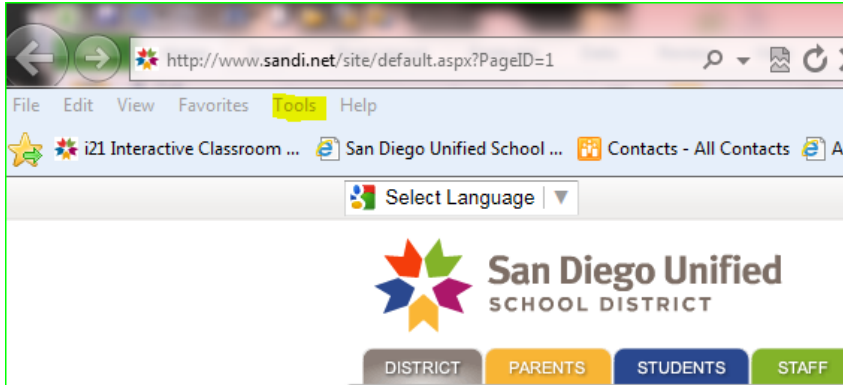 http://www.sandi.net/site/default.aspx?PageID=1
File Edit View Favorites Tools Help
i21 Interactive Classroom ... San Diego Unified School ... Contacts - All Contacts A
Select Language
San Diego Unified
SCHOOL DISTRICT
DISTRICT PARENTS STUDENTS STAFF